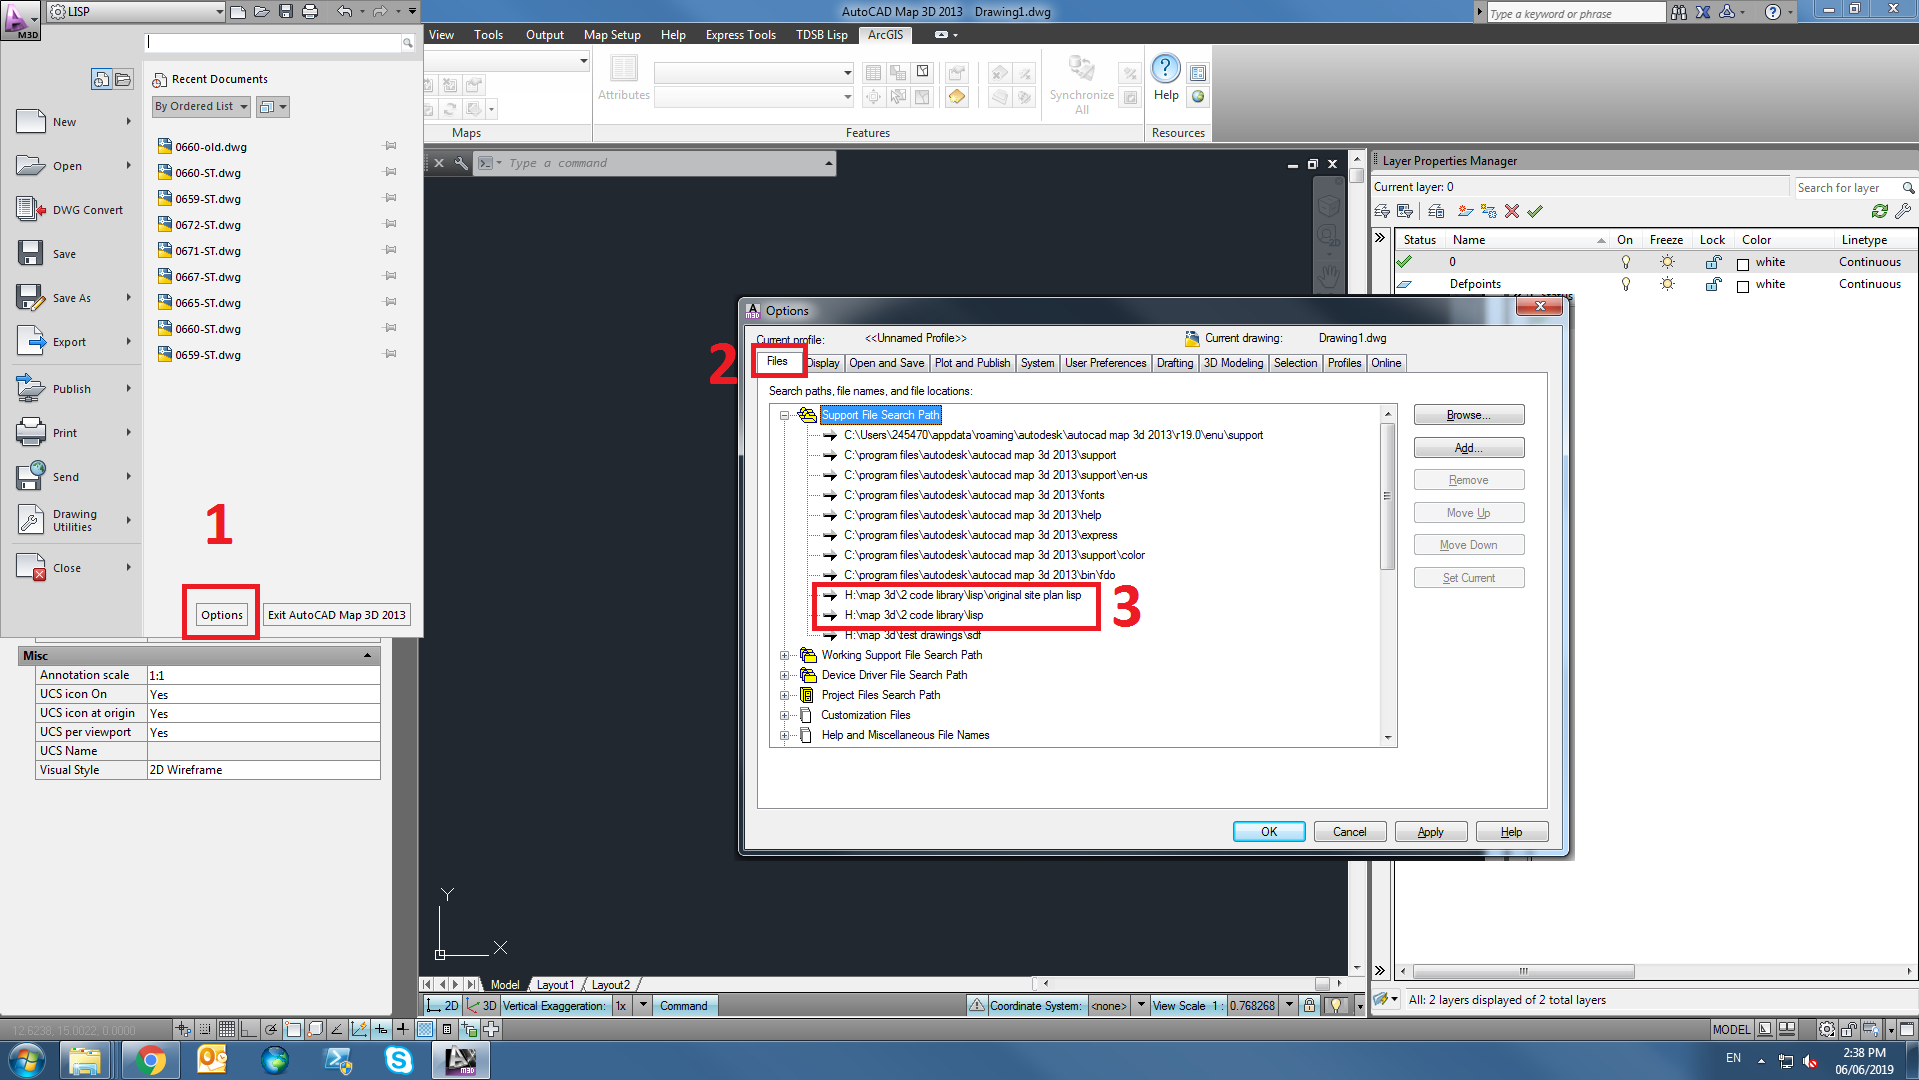 LISP
AutoCAD Map 3D 2013 Drawing1.dwg
Type a keyword or phrase
M3D
View Tools Output Map Setup Help Express Tools TDSB Lisp ArcGIS
Recent Documents
By Ordered List
New
Open
DWG Convert
Save
Save As
Export
Publish
Print
Send
Drawing
Utilities
Close
0660-old.dwg
0660-ST.dwg
0659-ST.dwg
0672-ST.dwg
0671-ST.dwg
0667-ST.dwg
0665-ST.dwg
0660-ST.dwg
0659-ST.dwg
1
Options
Exit AutoCAD Map 3D 2013
Attributes
Synchronize
All
Help
Maps
Features
Resources
Type a command
Layer Properties Manager
Current layer: 0
Search for layer
Status Name On Freeze Lock Color Linetype
0 white Continuous
Defpoints white Continuous
Options
Current profile: <<Unnamed Profile>> Current drawing: Drawing1.dwg
2
Files Display Open and Save Plot and Publish System User Preferences Drafting 3D Modeling Selection Profiles Online
Search paths, file names, and file locations:
Support File Search Path
C:\Users\245470\appdata\roaming\autodesk\autocad map 3d 2013\r19.0\enu\support
C:\program files\autodesk\autocad map 3d 2013\support
C:\program files\autodesk\autocad map 3d 2013\support\en-us
C:\program files\autodesk\autocad map 3d 2013\fonts
C:\program files\autodesk\autocad map 3d 2013\help
C:\program files\autodesk\autocad map 3d 2013\express
C:\program files\autodesk\autocad map 3d 2013\support\color
C:\program files\autodesk\autocad map 3d 2013\bin\fdo
H:\map 3d\2 code library\lisp\original site plan lisp
H:\map 3d\2 code library\lisp
3
H:\map 3d\test drawings\sdf
Working Support File Search Path
Device Driver File Search Path
Project Files Search Path
Customization Files
Help and Miscellaneous File Names
Browse...
Add...
Remove
Move Up
Move Down
Set Current
OK Cancel Apply Help
Misc
Annotation scale 1:1
UCS icon On Yes
UCS icon at origin Yes
UCS per viewport Yes
UCS Name
Visual Style 2D Wireframe
Y
X
Model Layout1 Layout2
2D 3D Vertical Exaggeration: 1x Command
Coordinate System: <none> View Scale 1 : 0.768268
All: 2 layers displayed of 2 total layers
12.6236, 15.0022, 0.0000
MODEL
EN
2:38 PM
06/06/2019